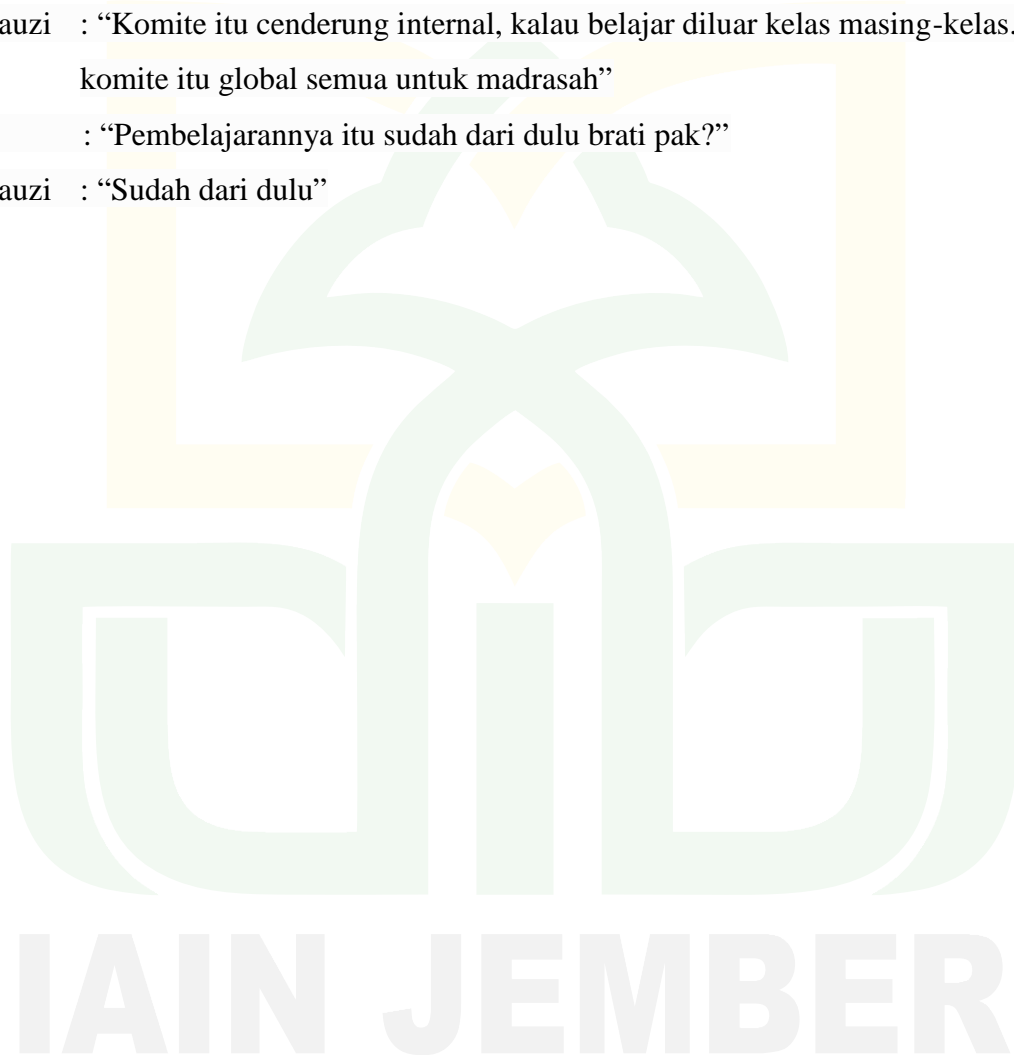 auzi : “Komite itu cenderung internal, kalau belajar diluar kelas masing-kelas.
komite itu global semua untuk madrasah”
: “Pembelajarannya itu sudah dari dulu brati pak?”
auzi : “Sudah dari dulu”
IAIN JEMBER